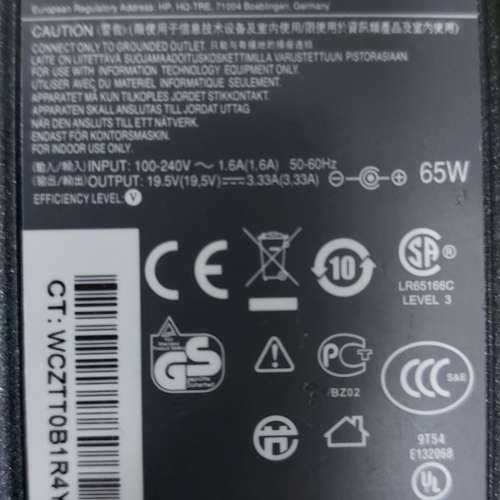 European Regulatory Address: HP, HQ-TRE, 71004 Boeblingen, Germany
CAUTION (警告) (限使用于信息技术设备及室内使用/限使用於資訊類產品及室內使用)
CONNECT ONLY TO GROUNDED OUTLET. 只能与接地的插座连接
LAITE ON LIITETTÄVÄ SUOJAMAADOITUSKOSKETTIMILLA VARUSTETTUUN PISTORASIAAN
FOR USE WITH INFORMATION TECHNOLOGY EQUIPMENT ONLY.
UTILISER AVEC DU MATERIEL INFORMATIQUE SEULEMENT.
APPARATET MÅ KUN TILKOPLES JORDET STIKKONTAKT.
APPARATEN SKALL ANSLUTAS TILL JORDAT UTTAG
NÄR DEN ANSLUTS TILL ETT NÄTVERK.
ENDAST FÖR KONTORSMASKIN.
FOR INDOOR USE ONLY.
(输入/輸入) INPUT: 100-240V ～ 1.6A(1,6A) 50-60Hz
(输出/輸出) OUTPUT: 19.5V(19,5V) 3.33A(3,33A) 65W
EFFICIENCY LEVEL: V
CE
10
SA ®
LR65166C
LEVEL 3
CT: WCZTT0B1R4Y
GS
BZ02
CCC
S&E
9T54
E132068
UL